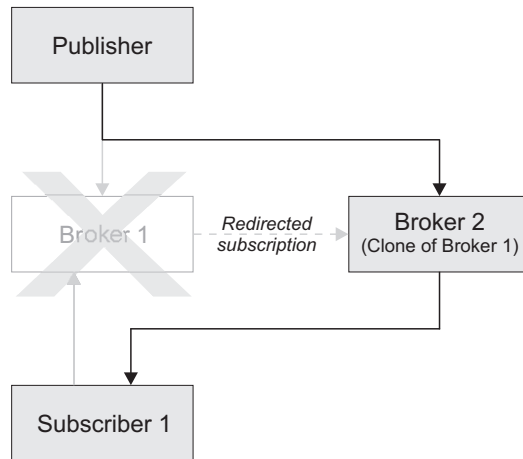 Publisher
Broker 1
Redirected
subscription
Broker 2
(Clone of Broker 1)
Subscriber 1